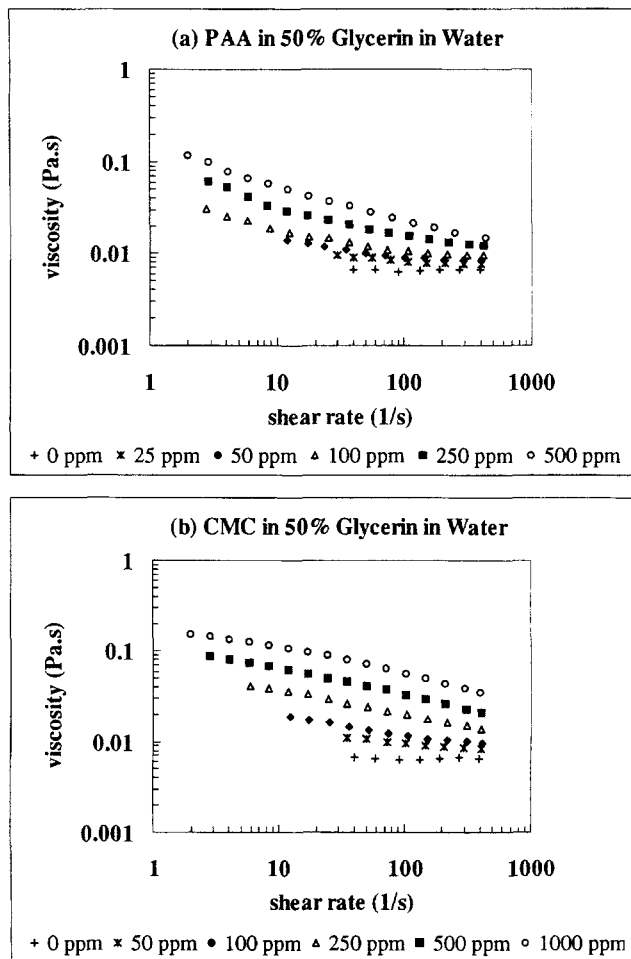 (a) PAA in 50% Glycerin in Water
1
0.1
0.01
0.001
viscosity (Pa.s)
1 10 100 1000
shear rate (1/s)
+ 0 ppm ж 25 ppm • 50 ppm △ 100 ppm ■ 250 ppm ○ 500 ppm
(b) CMC in 50% Glycerin in Water
1
0.1
0.01
0.001
viscosity (Pa.s)
1 10 100 1000
shear rate (1/s)
+ 0 ppm ж 50 ppm • 100 ppm △ 250 ppm ■ 500 ppm ○ 1000 ppm